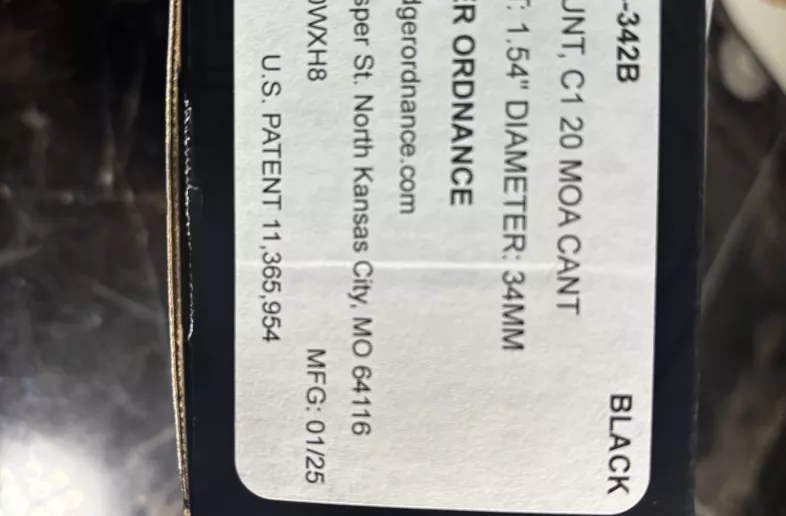 -342B BLACK
UNT, C1 20 MOA CANT
: 1.54" DIAMETER: 34MM
ER ORDNANCE
dgerordnance.com
sper St. North Kansas City, MO 64116
0WXH8 MFG: 01/25
U.S. PATENT 11,365,954